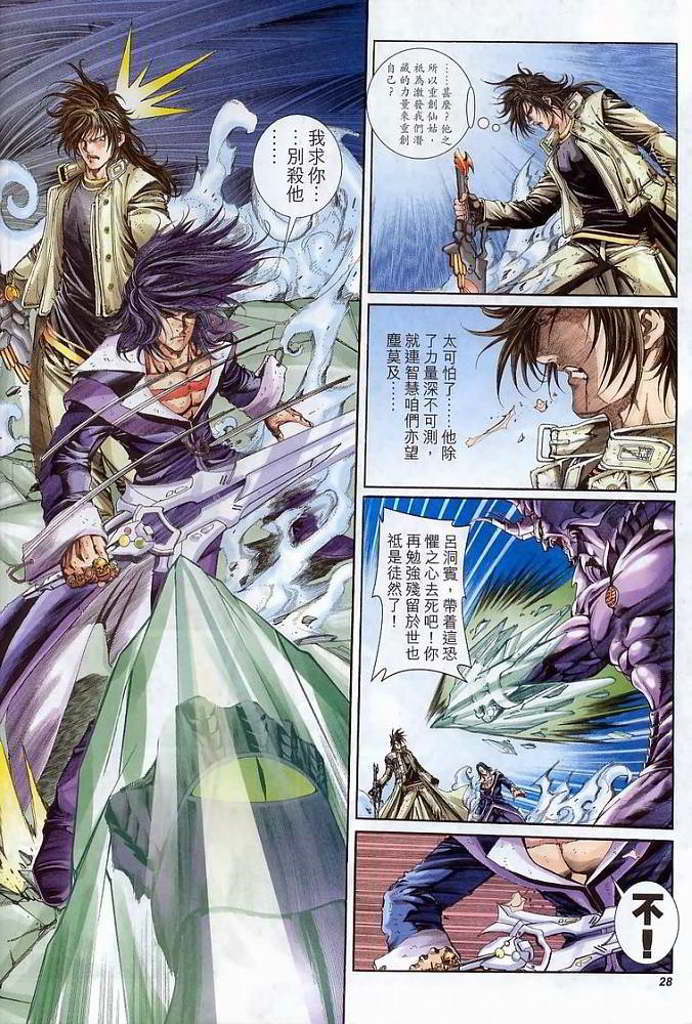 ……甚麼？他之
所以重創仙姑，
祇為激發我們潛
藏的力量來重創
自己？
太可怕了……他除
了力量深不可測，
就連智慧咱們亦望
塵莫及……
呂洞賓，帶着這恐
懼之心去死吧！你
再勉強殘留於世也
祇是徒然了！
不！
我求你…
…別殺他
……
28